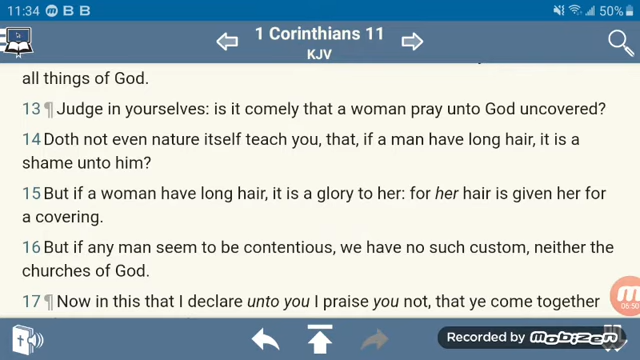 11:34 B B 50%
1 Corinthians 11
KJV
all things of God.
13 ¶ Judge in yourselves: is it comely that a woman pray unto God uncovered?
14 Doth not even nature itself teach you, that, if a man have long hair, it is a
shame unto him?
15 But if a woman have long hair, it is a glory to her: for her hair is given her for
a covering.
16 But if any man seem to be contentious, we have no such custom, neither the
churches of God.
06:50
17 ¶ Now in this that I declare unto you I praise you not, that ye come together
Recorded by mobizen